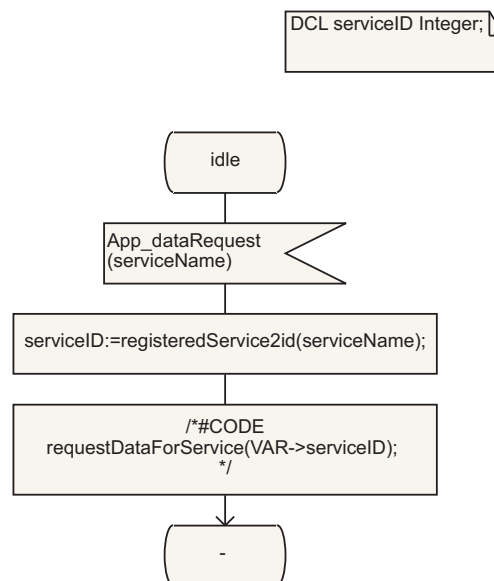 DCL serviceID Integer;
idle
App_dataRequest
(serviceName)
serviceID:=registeredService2id(serviceName);
/*#CODE
requestDataForService(VAR->serviceID);
*/
-